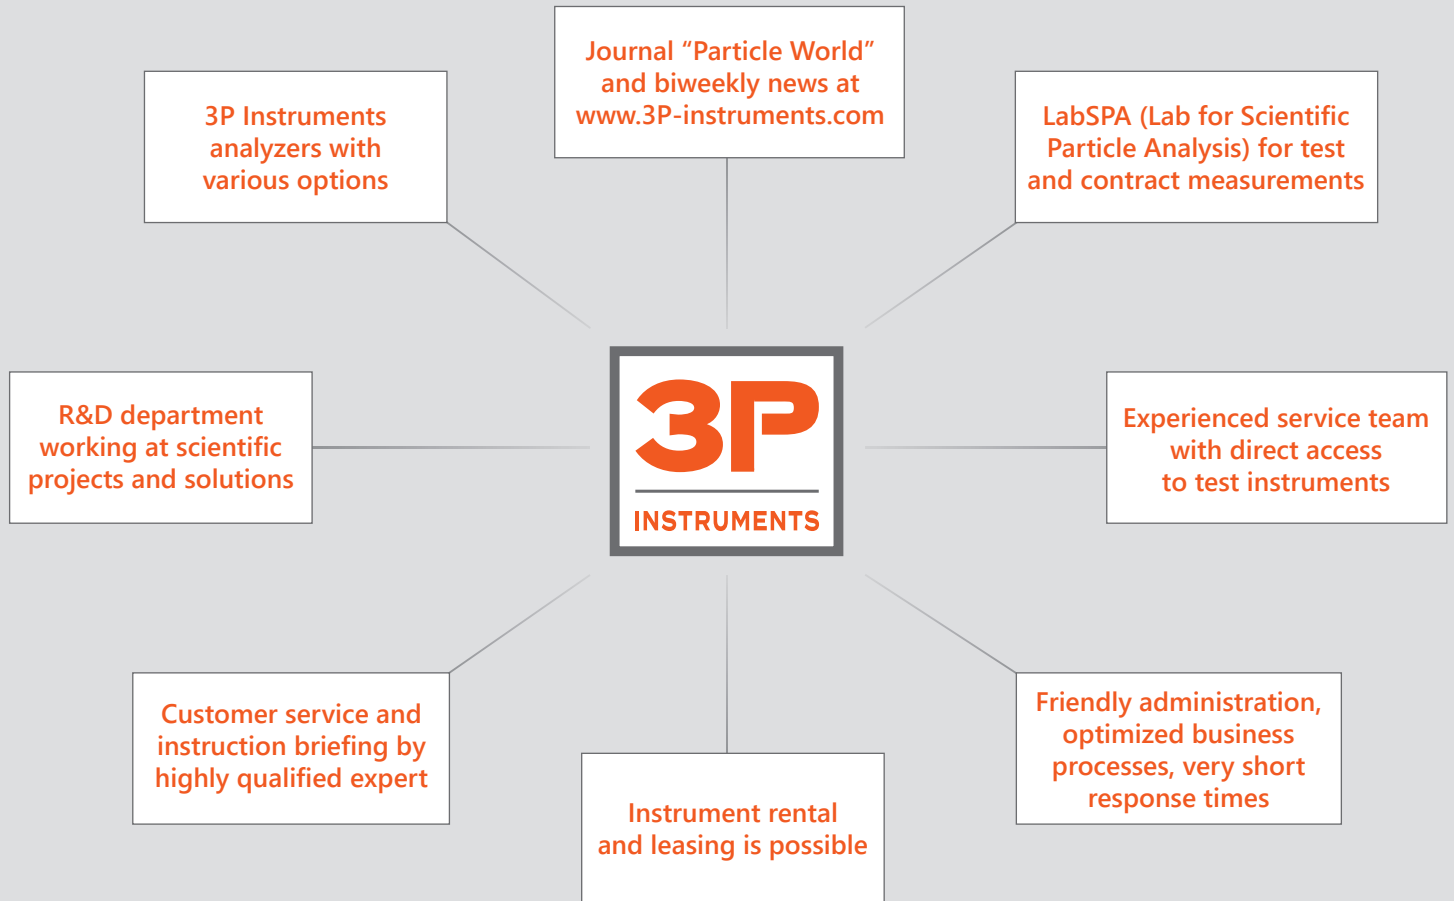 Journal “Particle World”
and biweekly news at
www.3P-instruments.com
3P Instruments
analyzers with
various options
LabSPA (Lab for Scientific
Particle Analysis) for test
and contract measurements
R&D department
working at scientific
projects and solutions
3P
INSTRUMENTS
Experienced service team
with direct access
to test instruments
Customer service and
instruction briefing by
highly qualified expert
Instrument rental
and leasing is possible
Friendly administration,
optimized business
processes, very short
response times